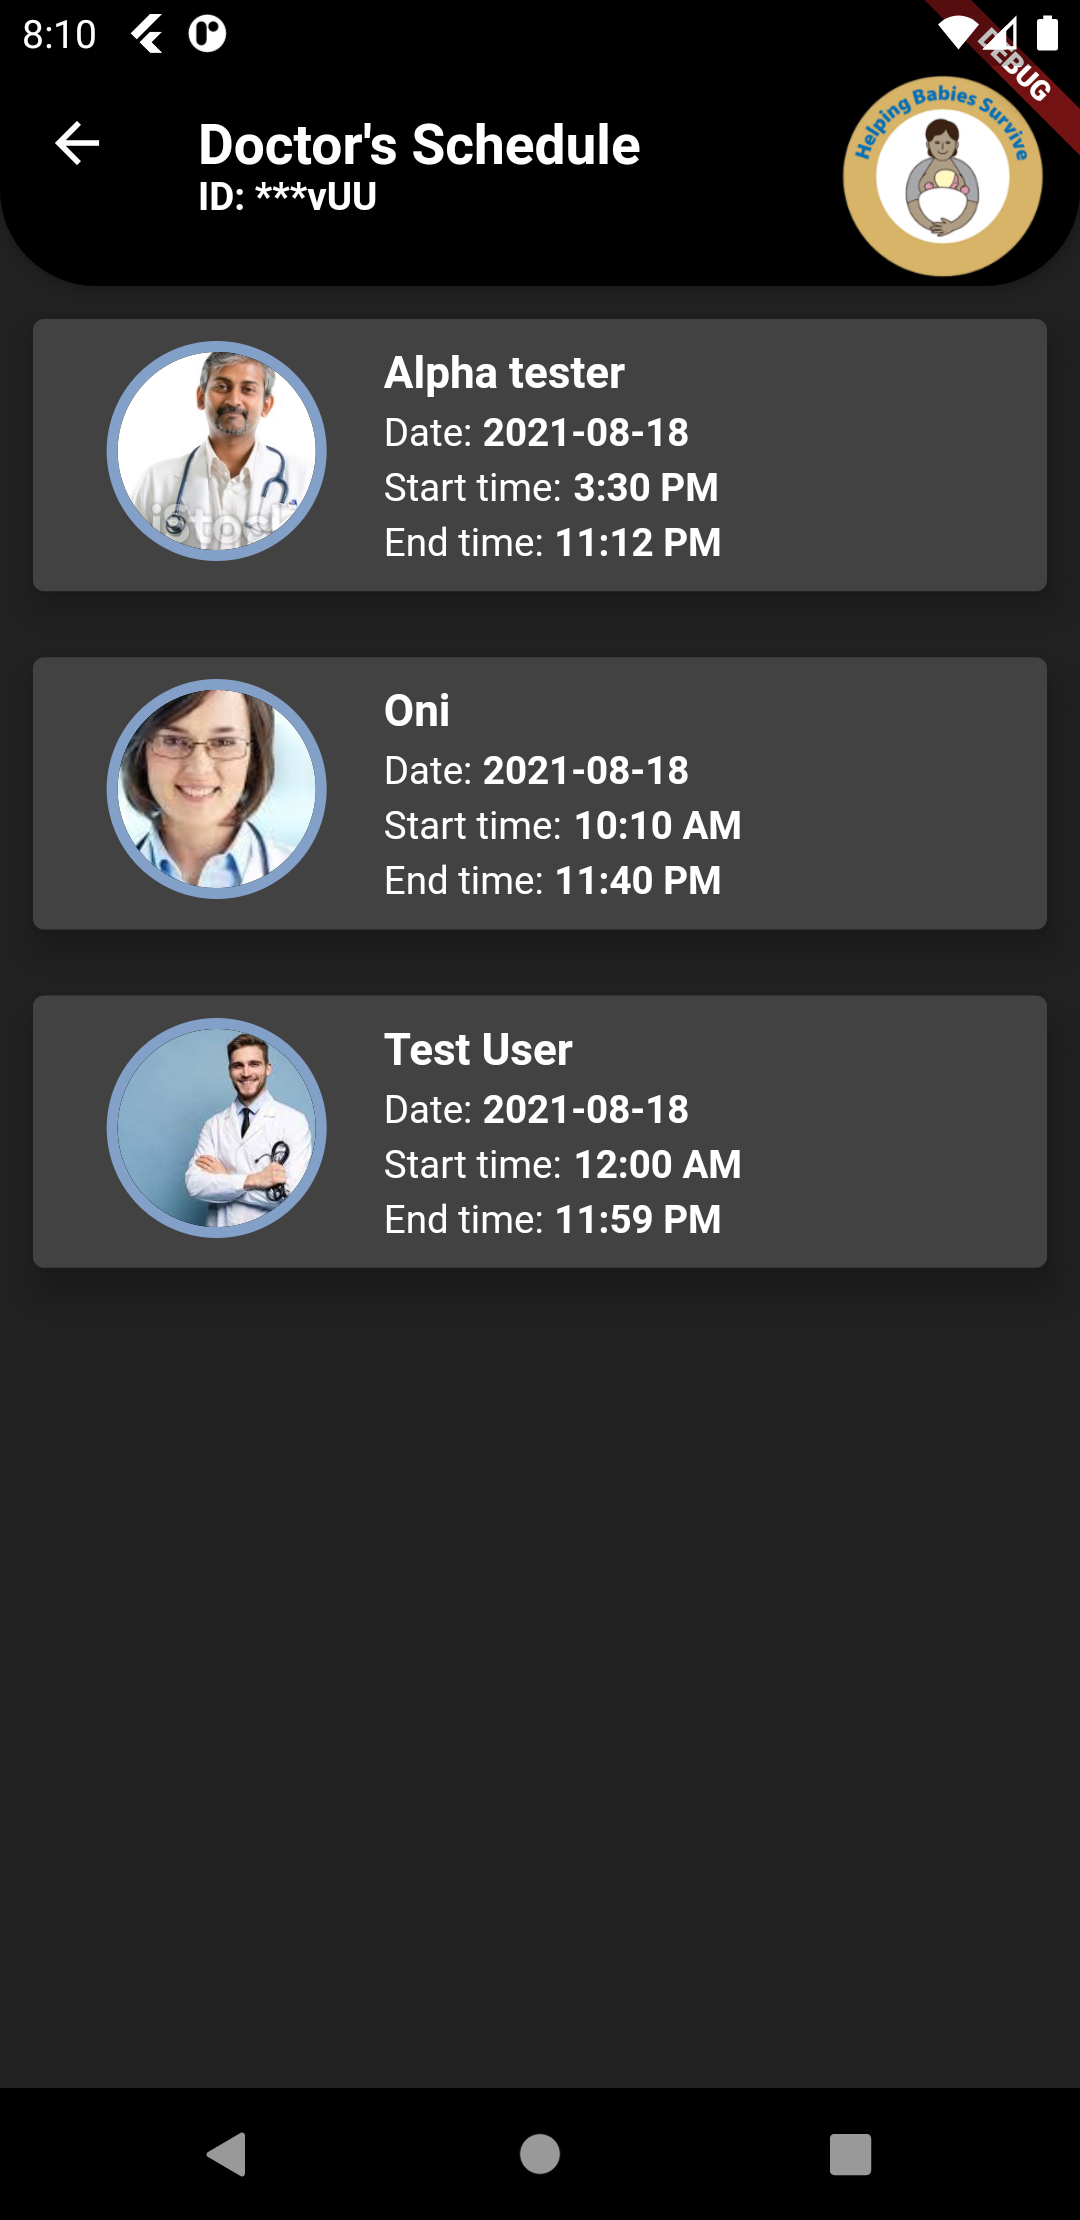 8:10
DEBUG
Helping Babies Survive
Doctor's Schedule
ID: ***vUU
Alpha tester
Date: 2021-08-18
Start time: 3:30 PM
End time: 11:12 PM
iStock
Oni
Date: 2021-08-18
Start time: 10:10 AM
End time: 11:40 PM
Test User
Date: 2021-08-18
Start time: 12:00 AM
End time: 11:59 PM